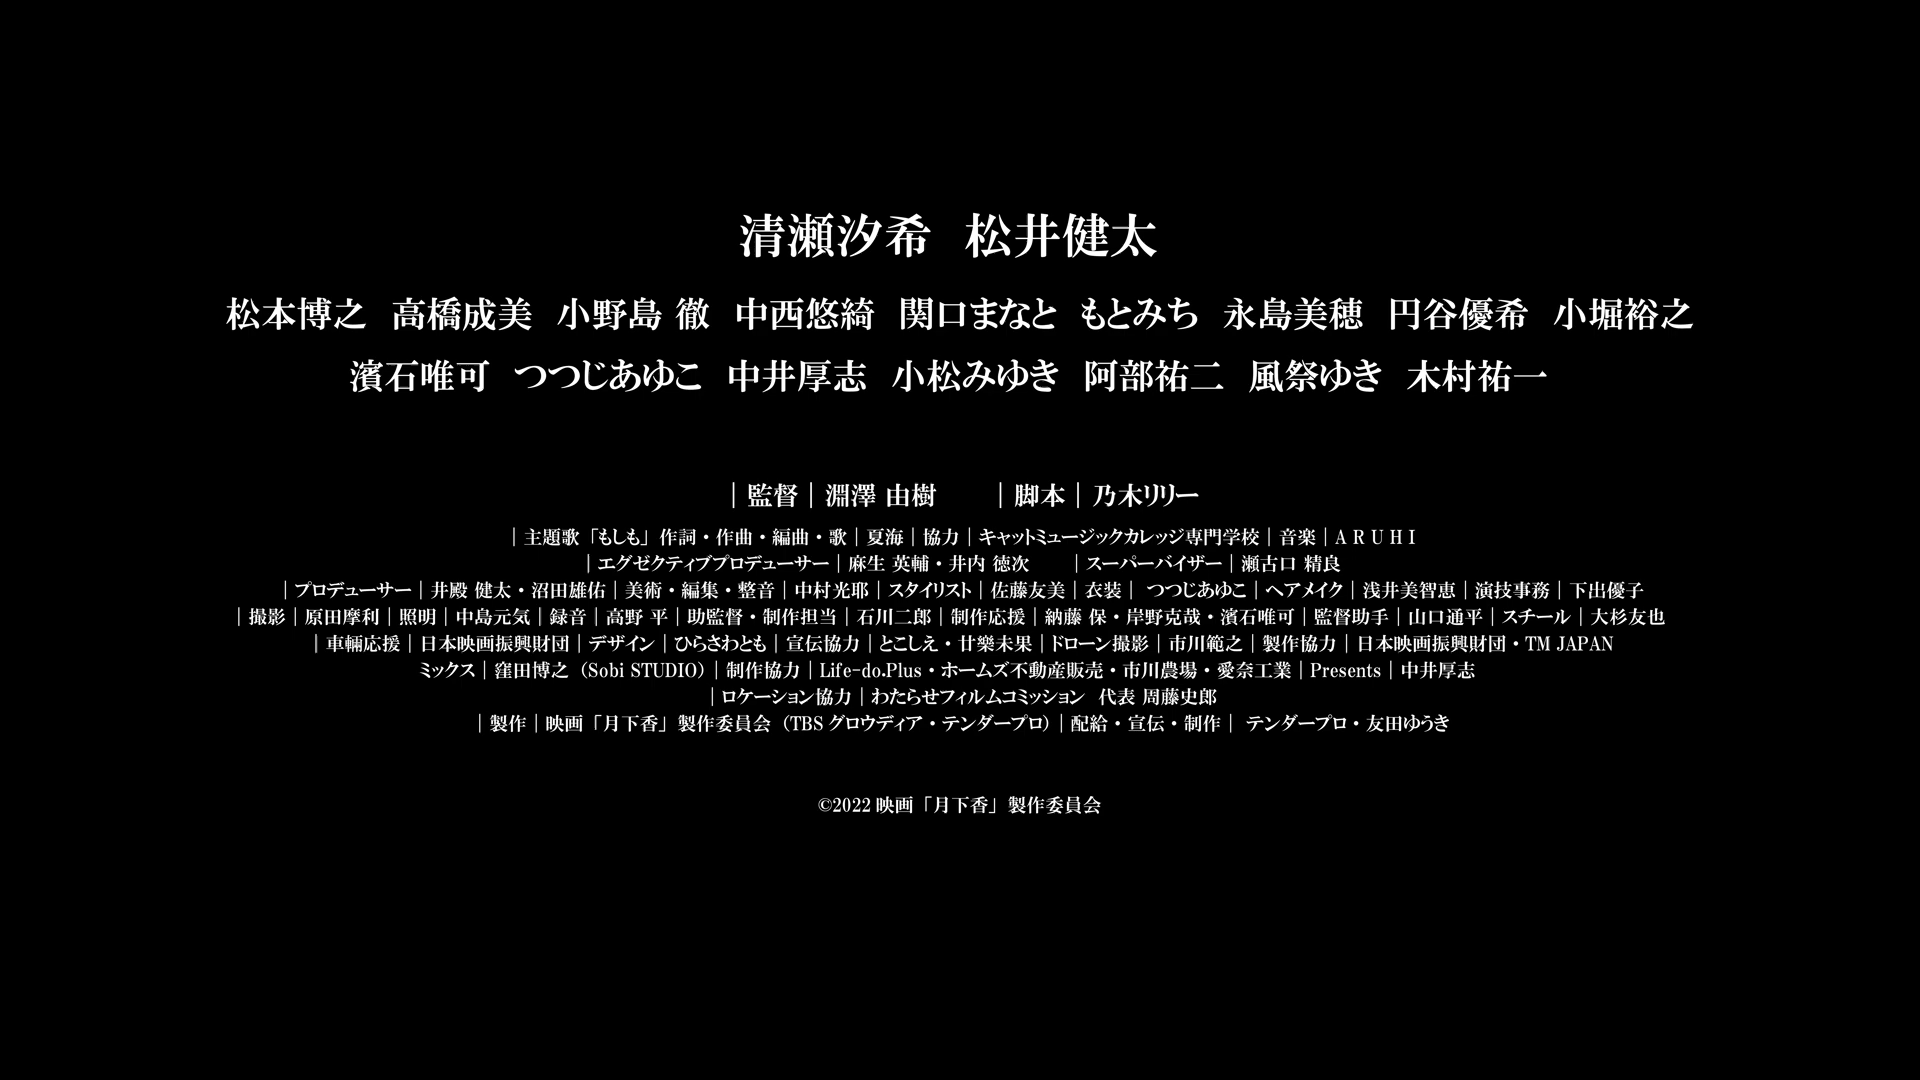 清瀬汐希　松井健太
松本博之　高橋成美　小野島 徹　中西悠綺　関口まなと　もとみち　永島美穂　円谷優希　小堀裕之
濱石唯可　つつじあゆこ　中井厚志　小松みゆき　阿部祐二　風祭ゆき　木村祐一
｜監督｜淵澤 由樹　　｜脚本｜乃木リリー
｜主題歌「もしも」作詞・作曲・編曲・歌｜夏海｜協力｜キャットミュージックカレッジ専門学校｜音楽｜A R U H I
｜エグゼクティブプロデューサー｜麻生 英輔・井内 徳次　　｜スーパーバイザー｜瀬古口 精良
｜プロデューサー｜井殿 健太・沼田雄佑｜美術・編集・整音｜中村光耶｜スタイリスト｜佐藤友美｜衣装｜ つつじあゆこ｜ヘアメイク｜浅井美智恵｜演技事務｜下出優子
｜撮影｜原田摩利｜照明｜中島元気｜録音｜高野 平｜助監督・制作担当｜石川二郎｜制作応援｜納藤 保・岸野克哉・濱石唯可｜監督助手｜山口通平｜スチール｜大杉友也
｜車輛応援｜日本映画振興財団｜デザイン｜ひらさわとも｜宣伝協力｜とこしえ・廿樂未果｜ドローン撮影｜市川範之｜製作協力｜日本映画振興財団・TM JAPAN
ミックス｜窪田博之（Sobi STUDIO）｜制作協力｜Life-do.Plus・ホームズ不動産販売・市川農場・愛奈工業｜Presents｜中井厚志
｜ロケーション協力｜わたらせフィルムコミッション　代表 周藤史郎
｜製作｜映画「月下香」製作委員会（TBS グロウディア・テンダープロ）｜配給・宣伝・制作｜ テンダープロ・友田ゆうき
©2022 映画「月下香」製作委員会